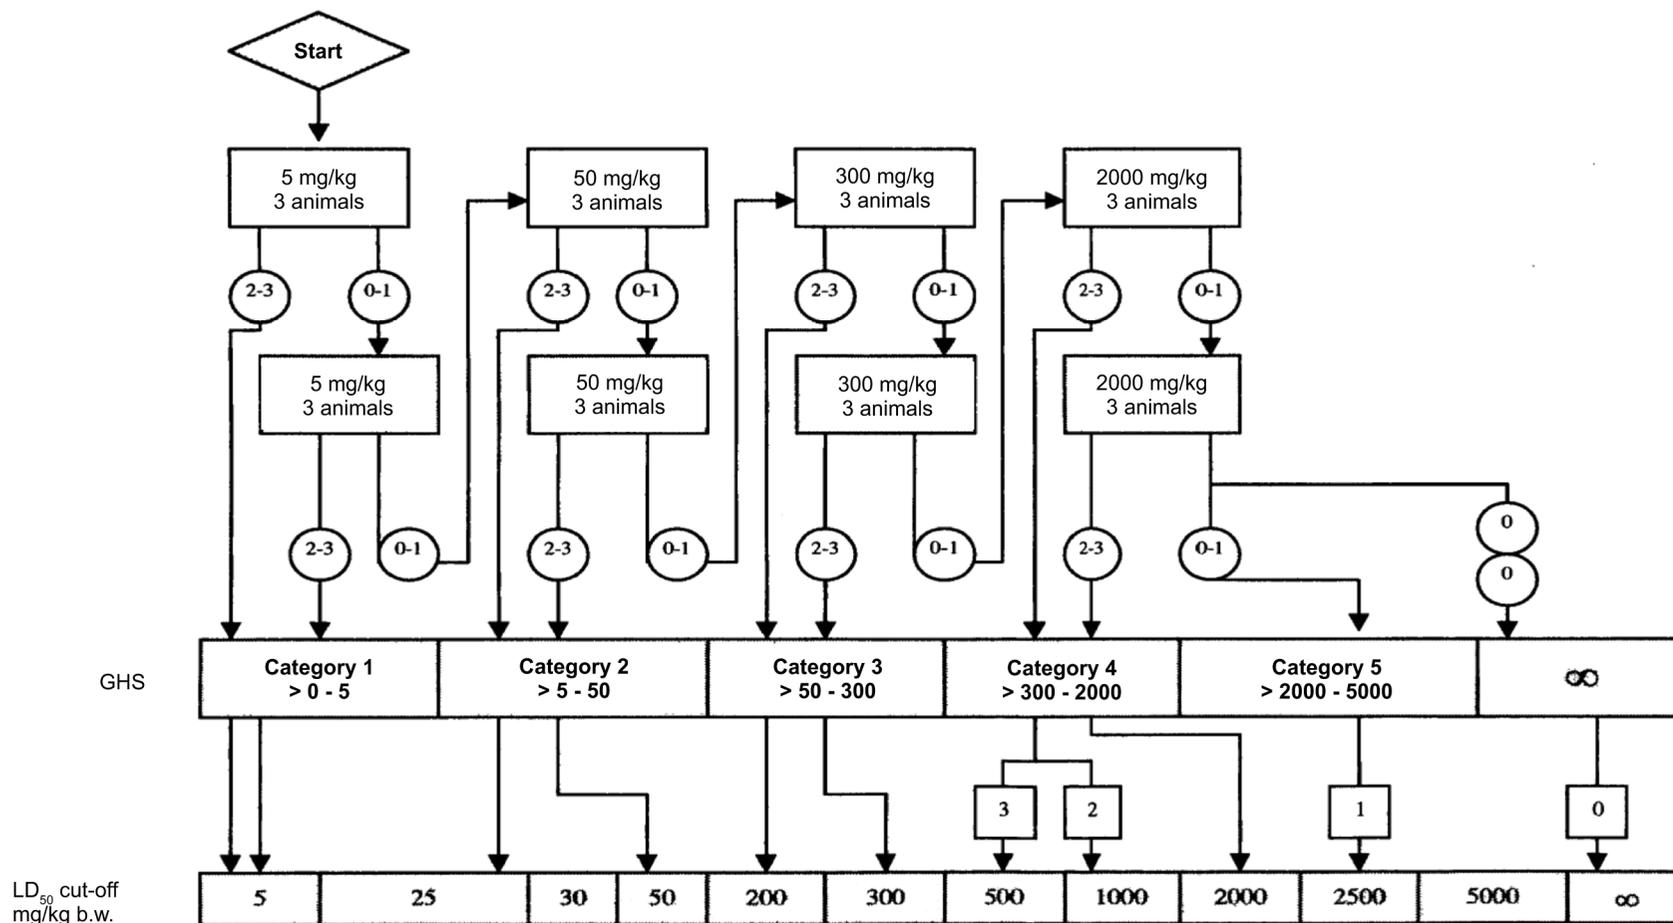 Start
5 mg/kg
3 animals
50 mg/kg
3 animals
300 mg/kg
3 animals
2000 mg/kg
3 animals
2-3
0-1
2-3
0-1
2-3
0-1
2-3
0-1
5 mg/kg
3 animals
50 mg/kg
3 animals
300 mg/kg
3 animals
2000 mg/kg
3 animals
2-3
0-1
2-3
0-1
2-3
0-1
2-3
0-1
0
0
GHS
Category 1
> 0 - 5
Category 2
> 5 - 50
Category 3
> 50 - 300
Category 4
> 300 - 2000
Category 5
> 2000 - 5000
∞
3
2
1
0
LD50 cut-off
mg/kg b.w.
5
25
30
50
200
300
500
1000
2000
2500
5000
∞